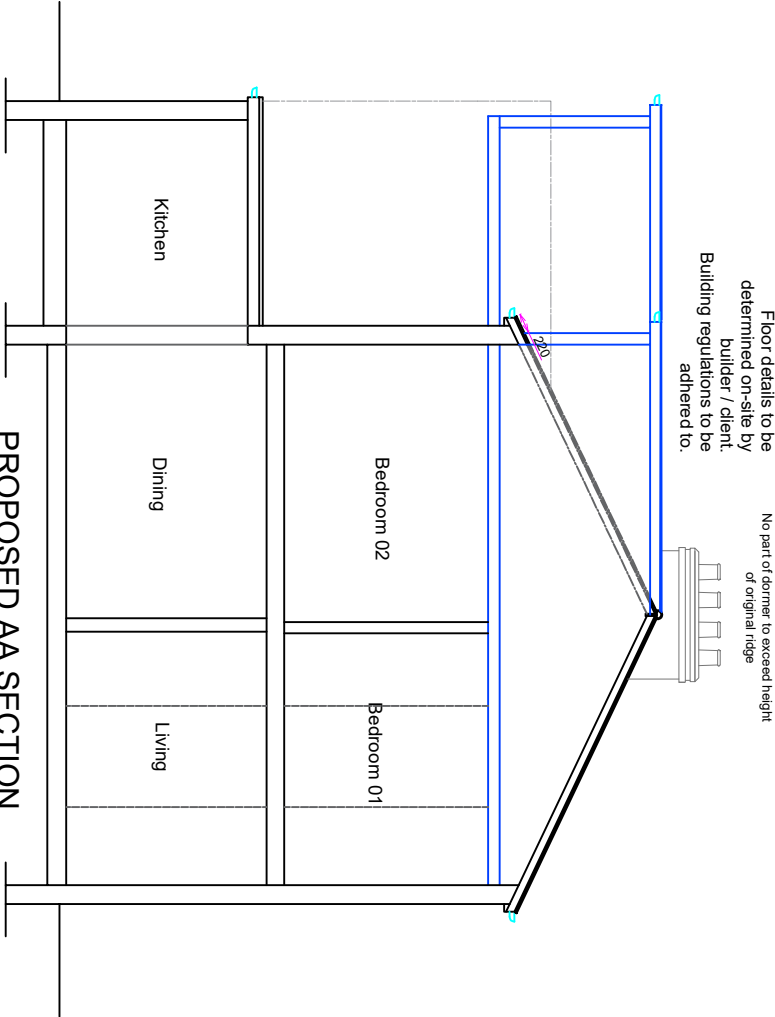 Floor details to be
determined on-site by
builder / client.
Building regulations to be
adhered to.
No part of dormer to exceed height
of original ridge
220
Bedroom 02
Bedroom 01
Kitchen
Dining
Living
PROPOSED AA SECTION